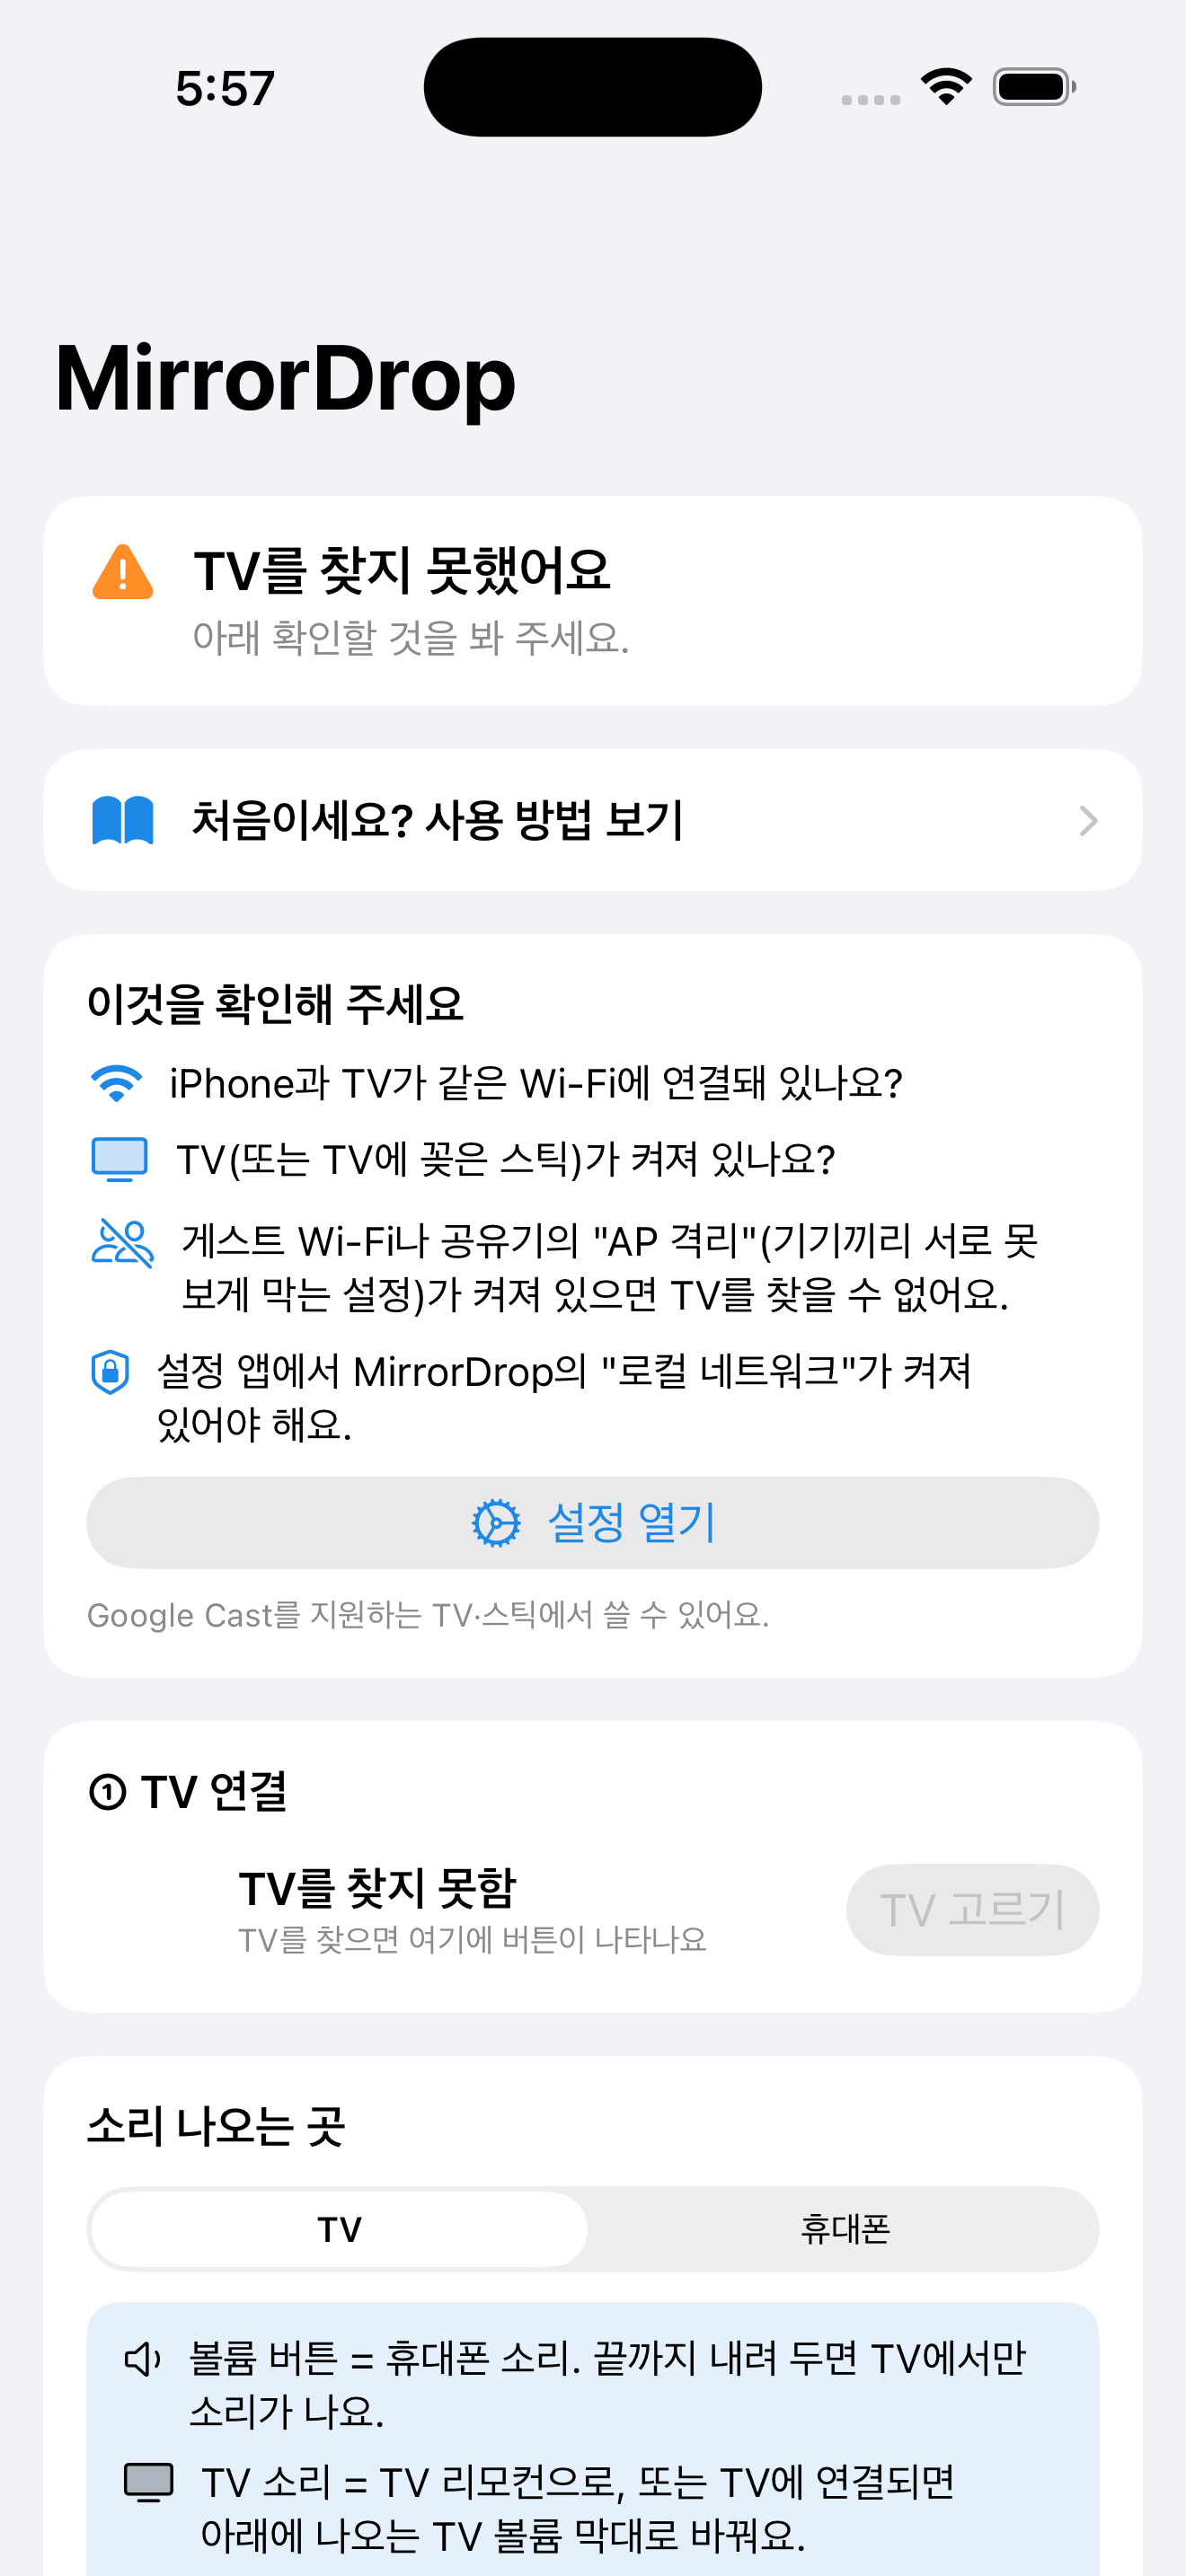 5:57
MirrorDrop
TV를 찾지 못했어요
아래 확인할 것을 봐 주세요.
처음이세요? 사용 방법 보기
이것을 확인해 주세요
iPhone과 TV가 같은 Wi-Fi에 연결돼 있나요?
TV(또는 TV에 꽂은 스틱)가 켜져 있나요?
게스트 Wi-Fi나 공유기의 "AP 격리"(기기끼리 서로 못
보게 막는 설정)가 켜져 있으면 TV를 찾을 수 없어요.
설정 앱에서 MirrorDrop의 "로컬 네트워크"가 켜져
있어야 해요.
설정 열기
Google Cast를 지원하는 TV·스틱에서 쓸 수 있어요.
① TV 연결
TV를 찾지 못함
TV를 찾으면 여기에 버튼이 나타나요
TV 고르기
소리 나오는 곳
TV 휴대폰
볼륨 버튼 = 휴대폰 소리. 끝까지 내려 두면 TV에서만
소리가 나요.
TV 소리 = TV 리모컨으로, 또는 TV에 연결되면
아래에 나오는 TV 볼륨 막대로 바꿔요.